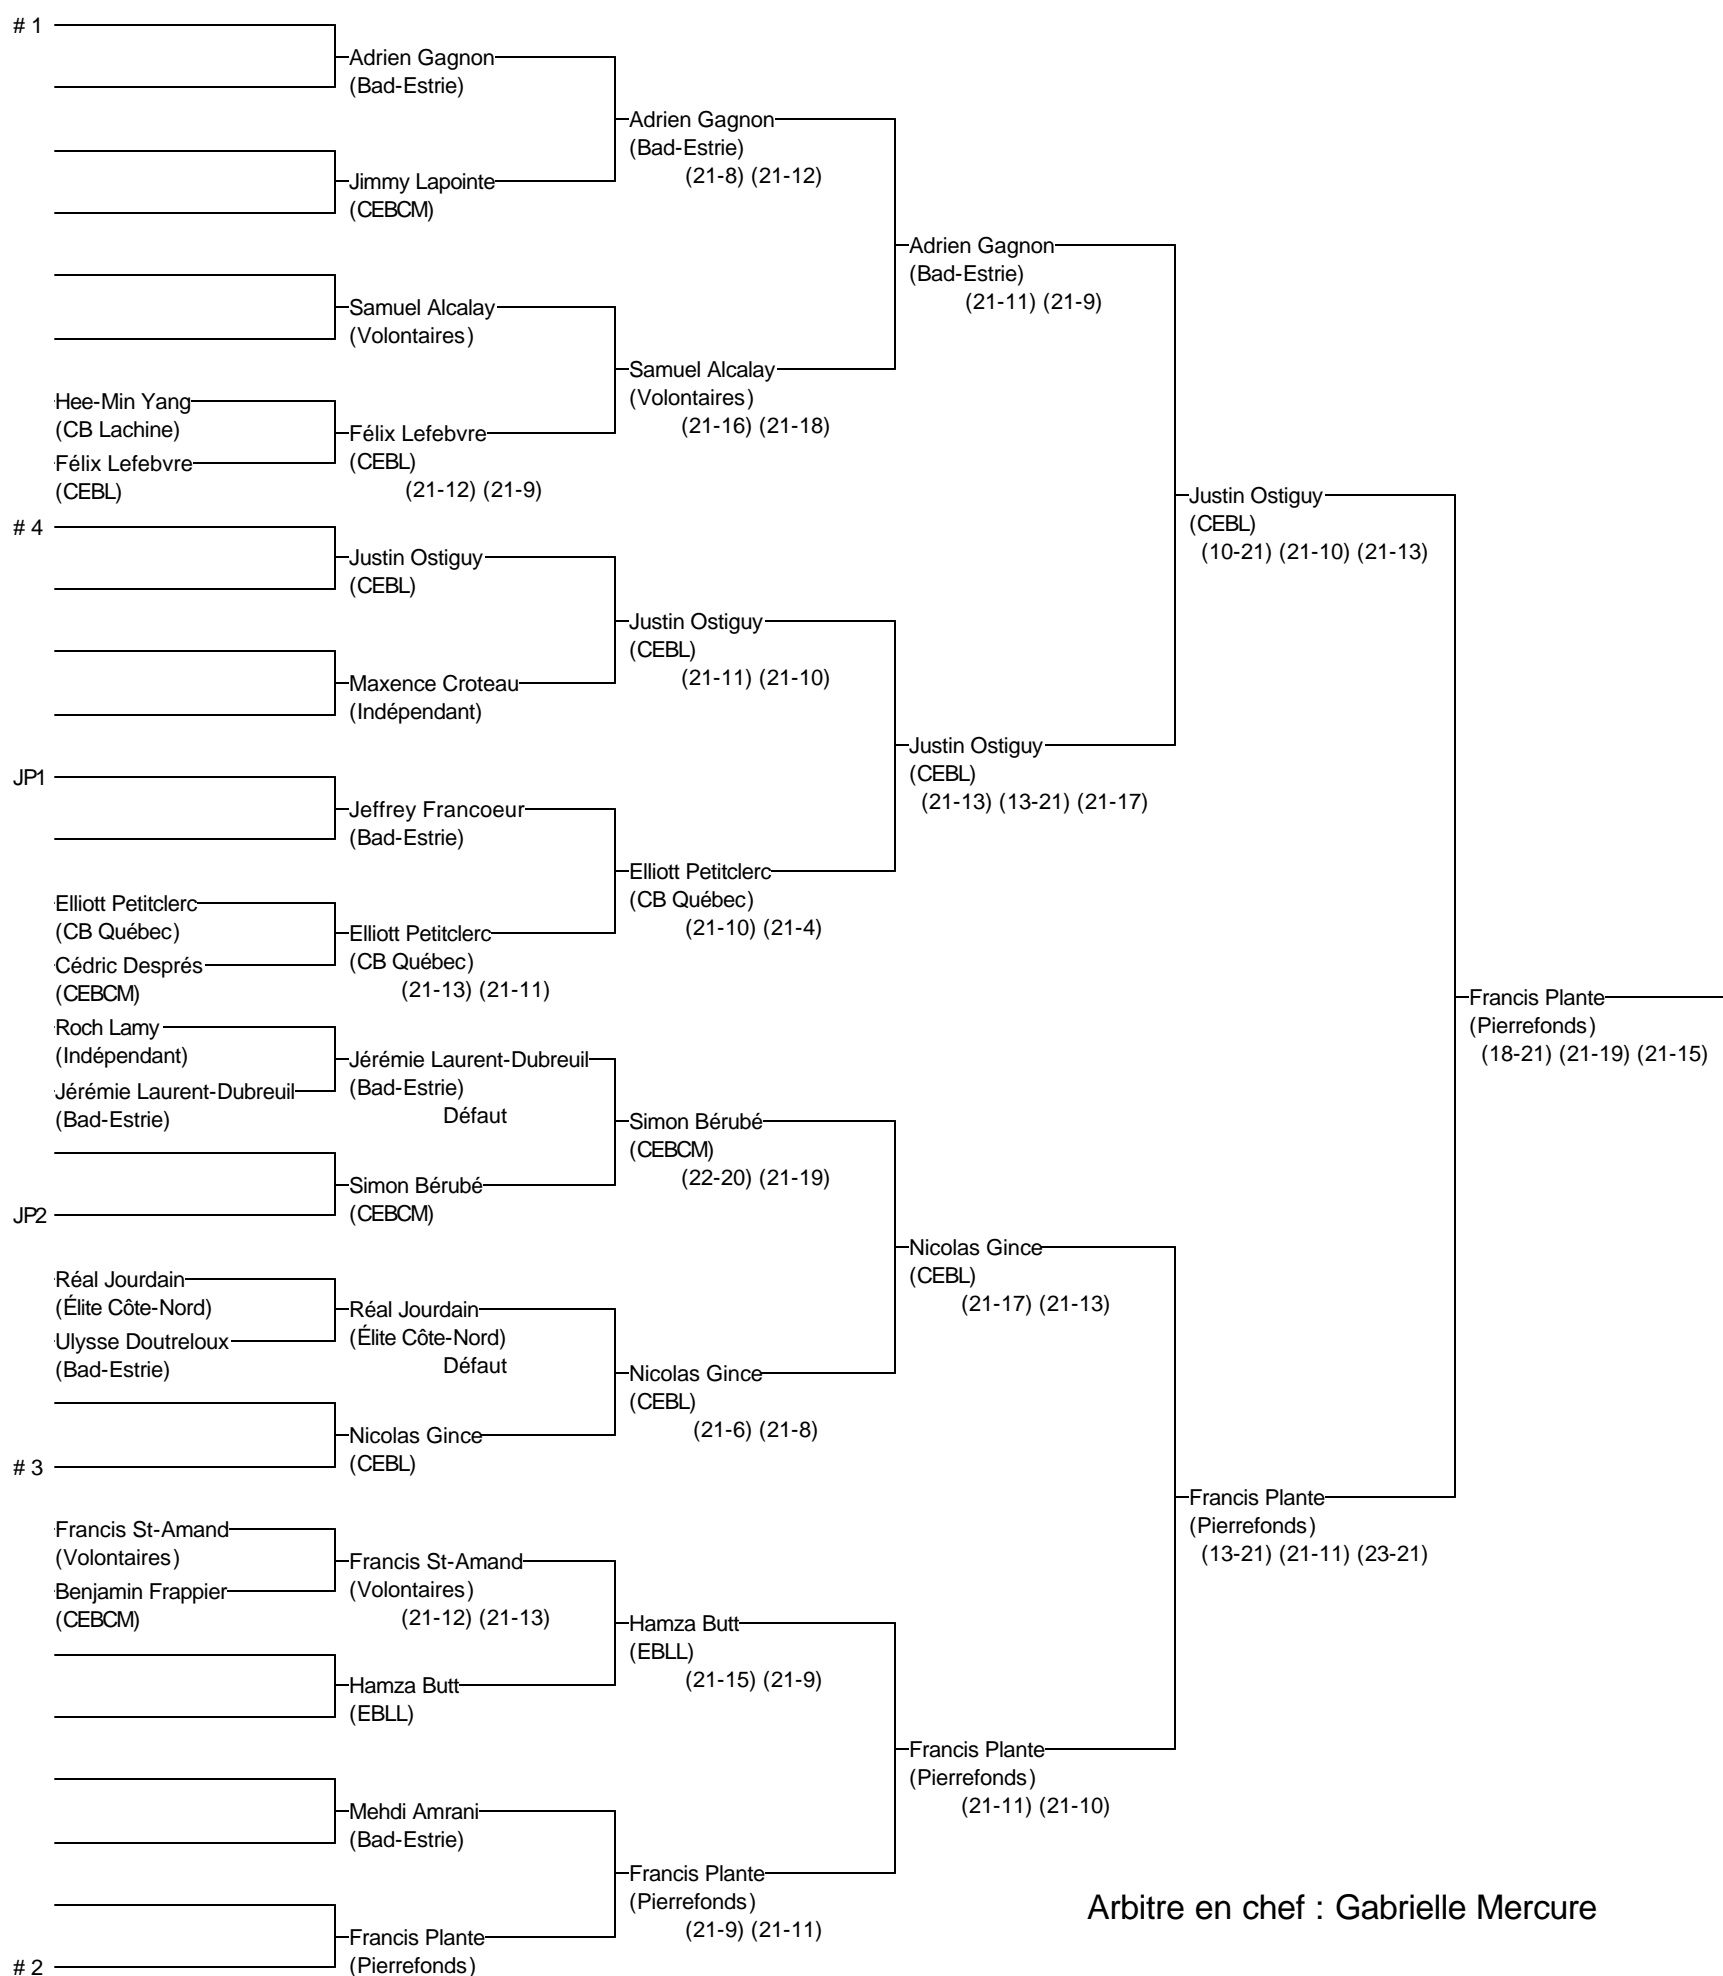 # 1
Adrien Gagnon
(Bad-Estrie)
Adrien Gagnon
(Bad-Estrie)
(21-8) (21-12)
Jimmy Lapointe
(CEBCM)
Adrien Gagnon
(Bad-Estrie)
(21-11) (21-9)
Samuel Alcalay
(Volontaires)
Samuel Alcalay
(Volontaires)
(21-16) (21-18)
Hee-Min Yang
(CB Lachine)
Félix Lefebvre
(CEBL)
Félix Lefebvre
(CEBL)
(21-12) (21-9)
Justin Ostiguy
(CEBL)
(10-21) (21-10) (21-13)
# 4
Justin Ostiguy
(CEBL)
Justin Ostiguy
(CEBL)
(21-11) (21-10)
Maxence Croteau
(Indépendant)
Justin Ostiguy
(CEBL)
(21-13) (13-21) (21-17)
JP1
Jeffrey Francoeur
(Bad-Estrie)
Elliott Petitclerc
(CB Québec)
(21-10) (21-4)
Elliott Petitclerc
(CB Québec)
Cédric Després
(CEBCM)
Elliott Petitclerc
(CB Québec)
(21-13) (21-11)
Francis Plante
(Pierrefonds)
(18-21) (21-19) (21-15)
Roch Lamy
(Indépendant)
Jérémie Laurent-Dubreuil
(Bad-Estrie)
Jérémie Laurent-Dubreuil
(Bad-Estrie)
Défaut
Simon Bérubé
(CEBCM)
(22-20) (21-19)
Simon Bérubé
(CEBCM)
JP2
Nicolas Gince
(CEBL)
(21-17) (21-13)
Réal Jourdain
(Élite Côte-Nord)
Ulysse Doutreloux
(Bad-Estrie)
Réal Jourdain
(Élite Côte-Nord)
Défaut
Nicolas Gince
(CEBL)
(21-6) (21-8)
Nicolas Gince
(CEBL)
# 3
Francis Plante
(Pierrefonds)
(13-21) (21-11) (23-21)
Francis St-Amand
(Volontaires)
Benjamin Frappier
(CEBCM)
Francis St-Amand
(Volontaires)
(21-12) (21-13)
Hamza Butt
(EBLL)
(21-15) (21-9)
Hamza Butt
(EBLL)
Francis Plante
(Pierrefonds)
(21-11) (21-10)
Mehdi Amrani
(Bad-Estrie)
Francis Plante
(Pierrefonds)
(21-9) (21-11)
Francis Plante
(Pierrefonds)
# 2
Arbitre en chef : Gabrielle Mercure